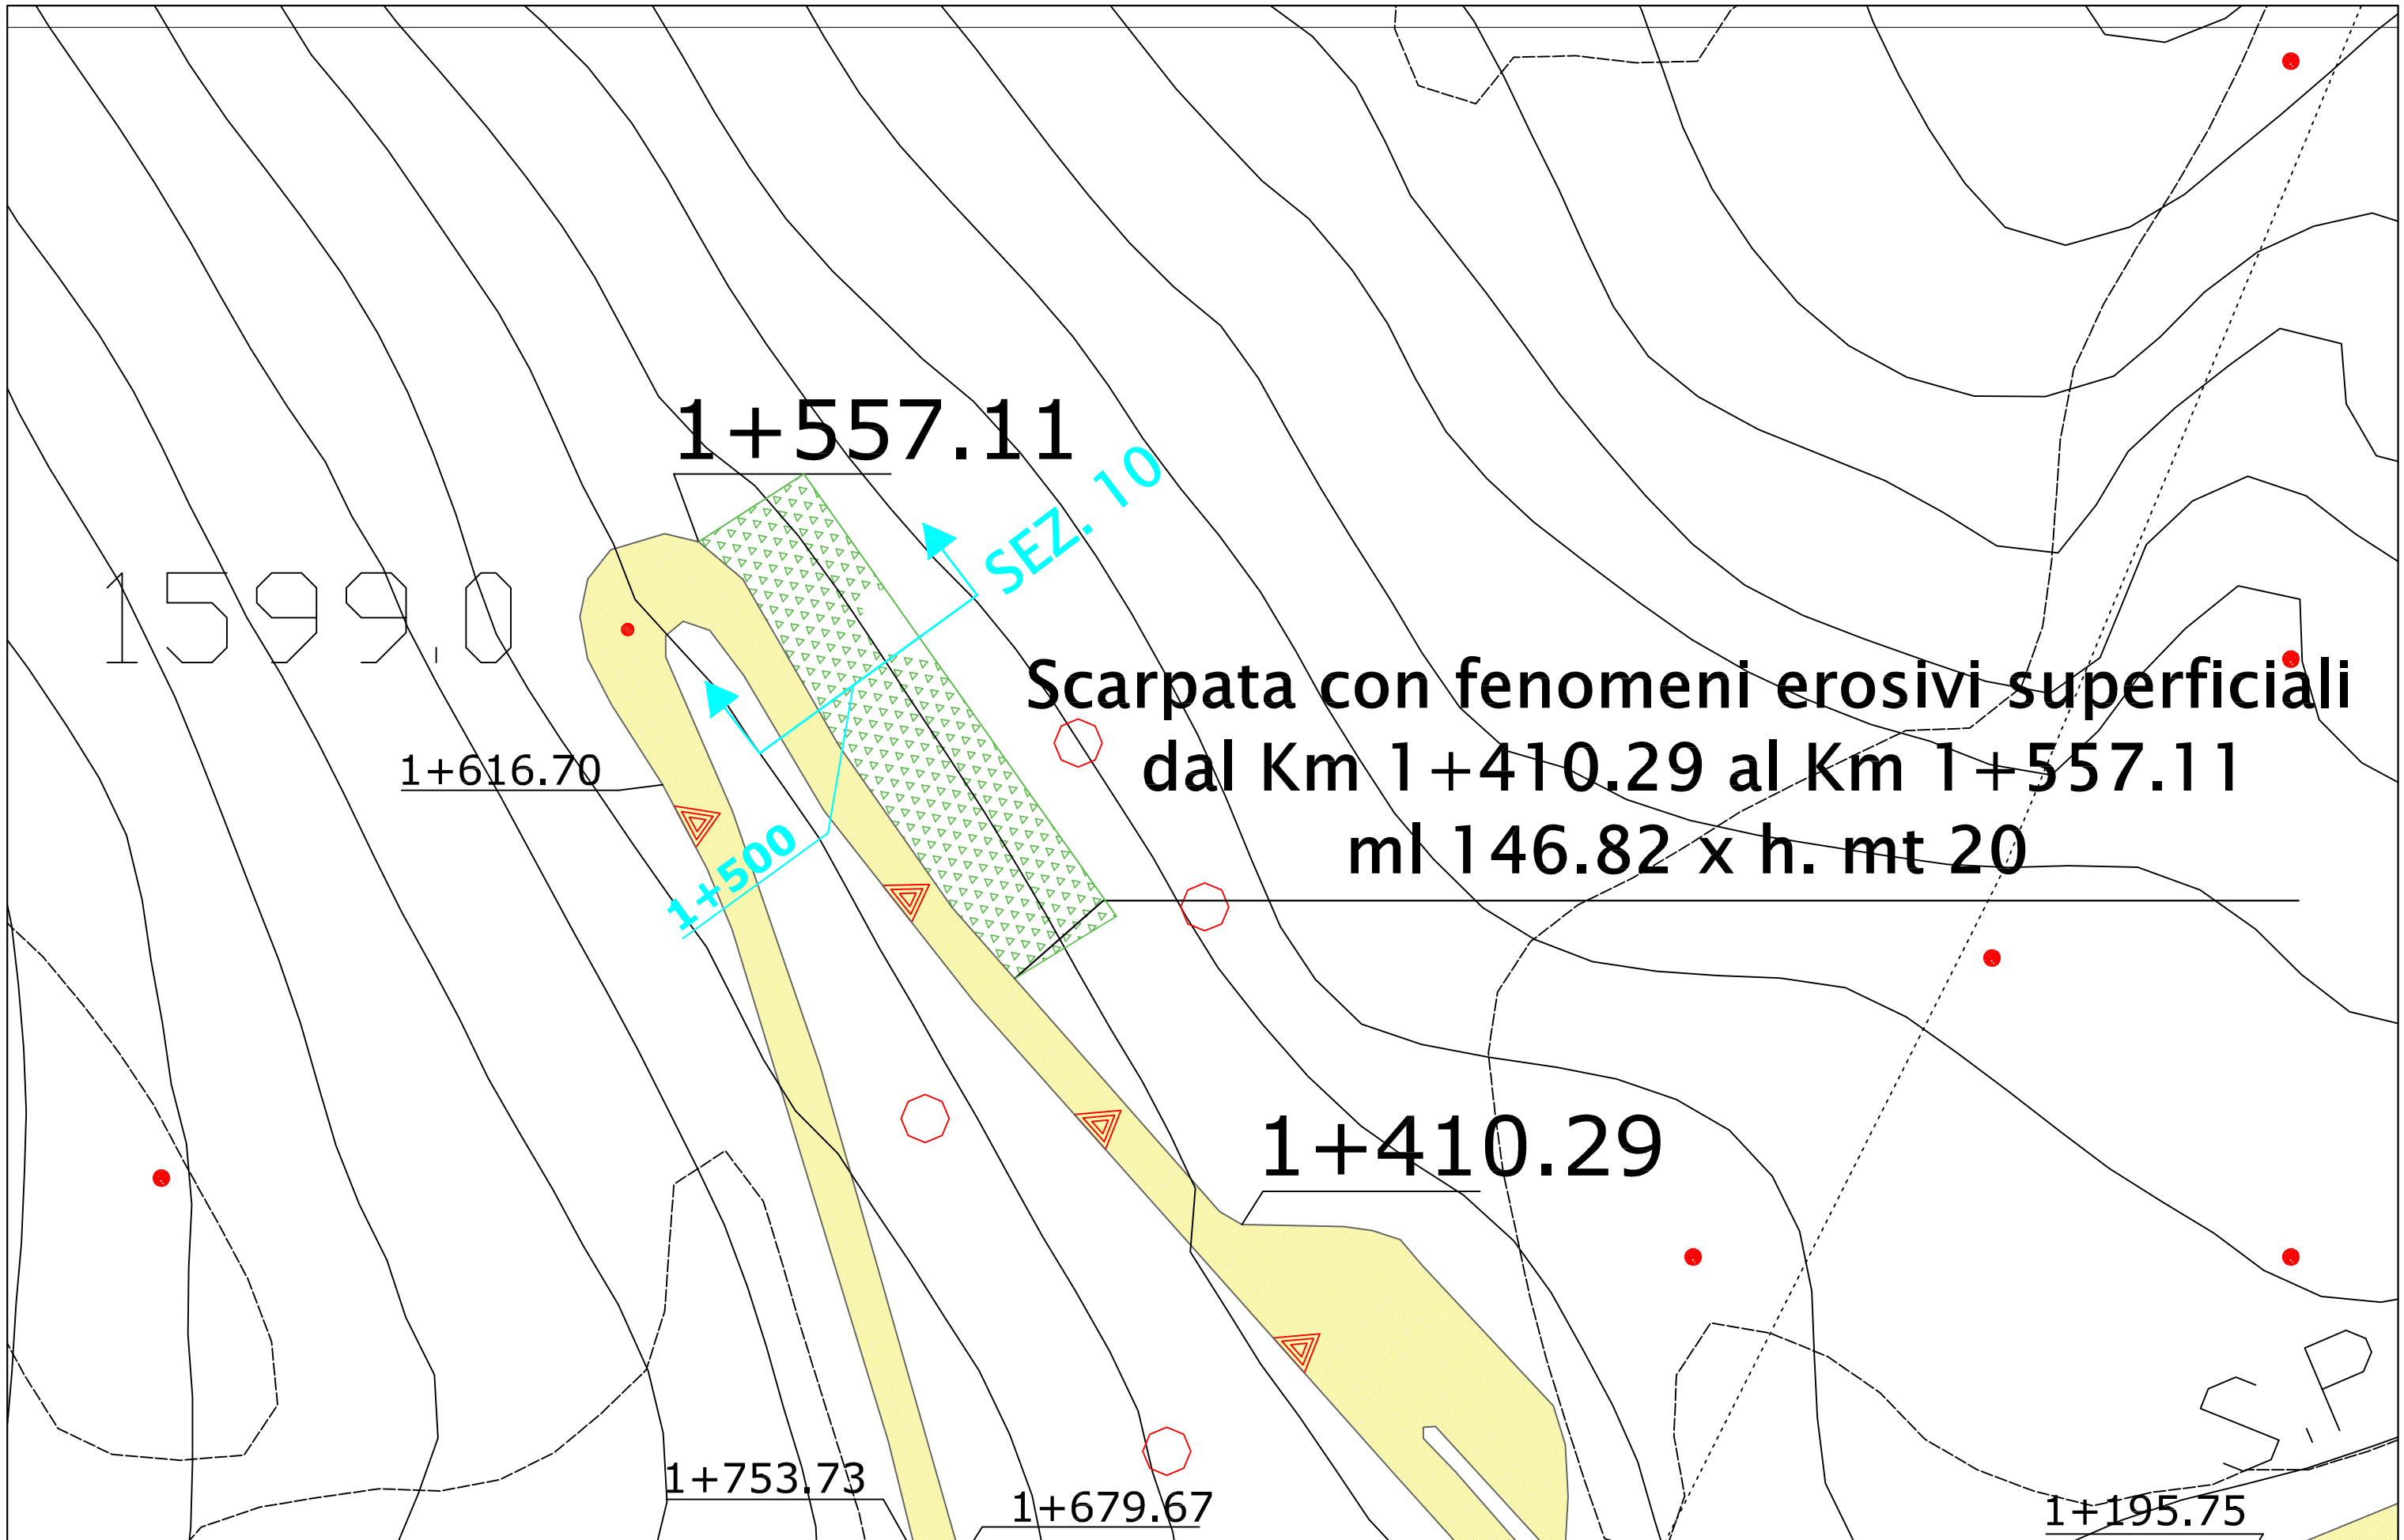 1+557.11
SEZ. 10
1599.0
Scarpata con fenomeni erosivi superficiali
dal Km 1+410.29 al Km 1+557.11
ml 146.82 x h. mt 20
1+616.70
1+500
1+410.29
S.P
1+753.73
1+679.67
1+195.75